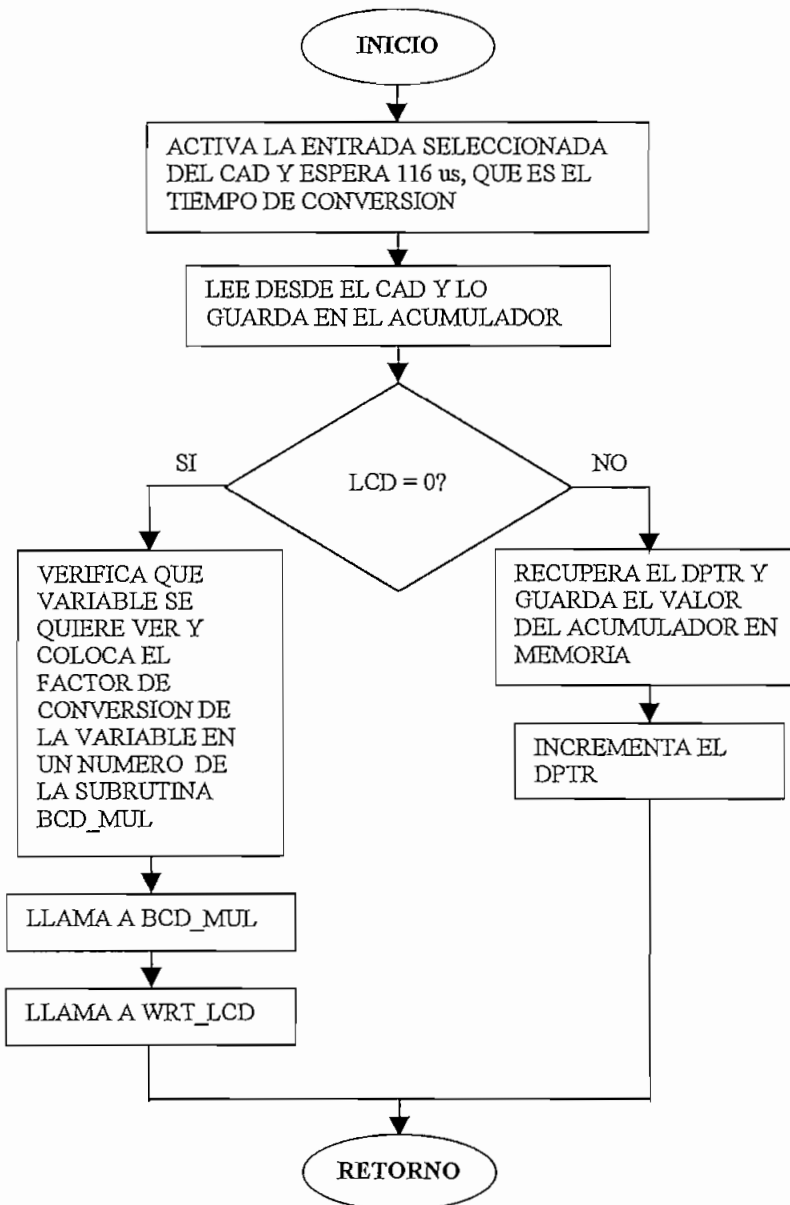 INICIO
ACTIVA LA ENTRADA SELECCIONADA
DEL CAD Y ESPERA 116 us, QUE ES EL
TIEMPO DE CONVERSION
LEE DESDE EL CAD Y LO
GUARDA EN EL ACUMULADOR
LCD = 0?
SI
NO
VERIFICA QUE
VARIABLE SE
QUIERE VER Y
COLOCA EL
FACTOR DE
CONVERSION DE
LA VARIABLE EN
UN NUMERO DE
LA SUBRUTINA
BCD_MUL
LLAMA A BCD_MUL
LLAMA A WRT_LCD
RECUPERA EL DPTR Y
GUARDA EL VALOR
DEL ACUMULADOR EN
MEMORIA
INCREMENTA EL
DPTR
RETORNO